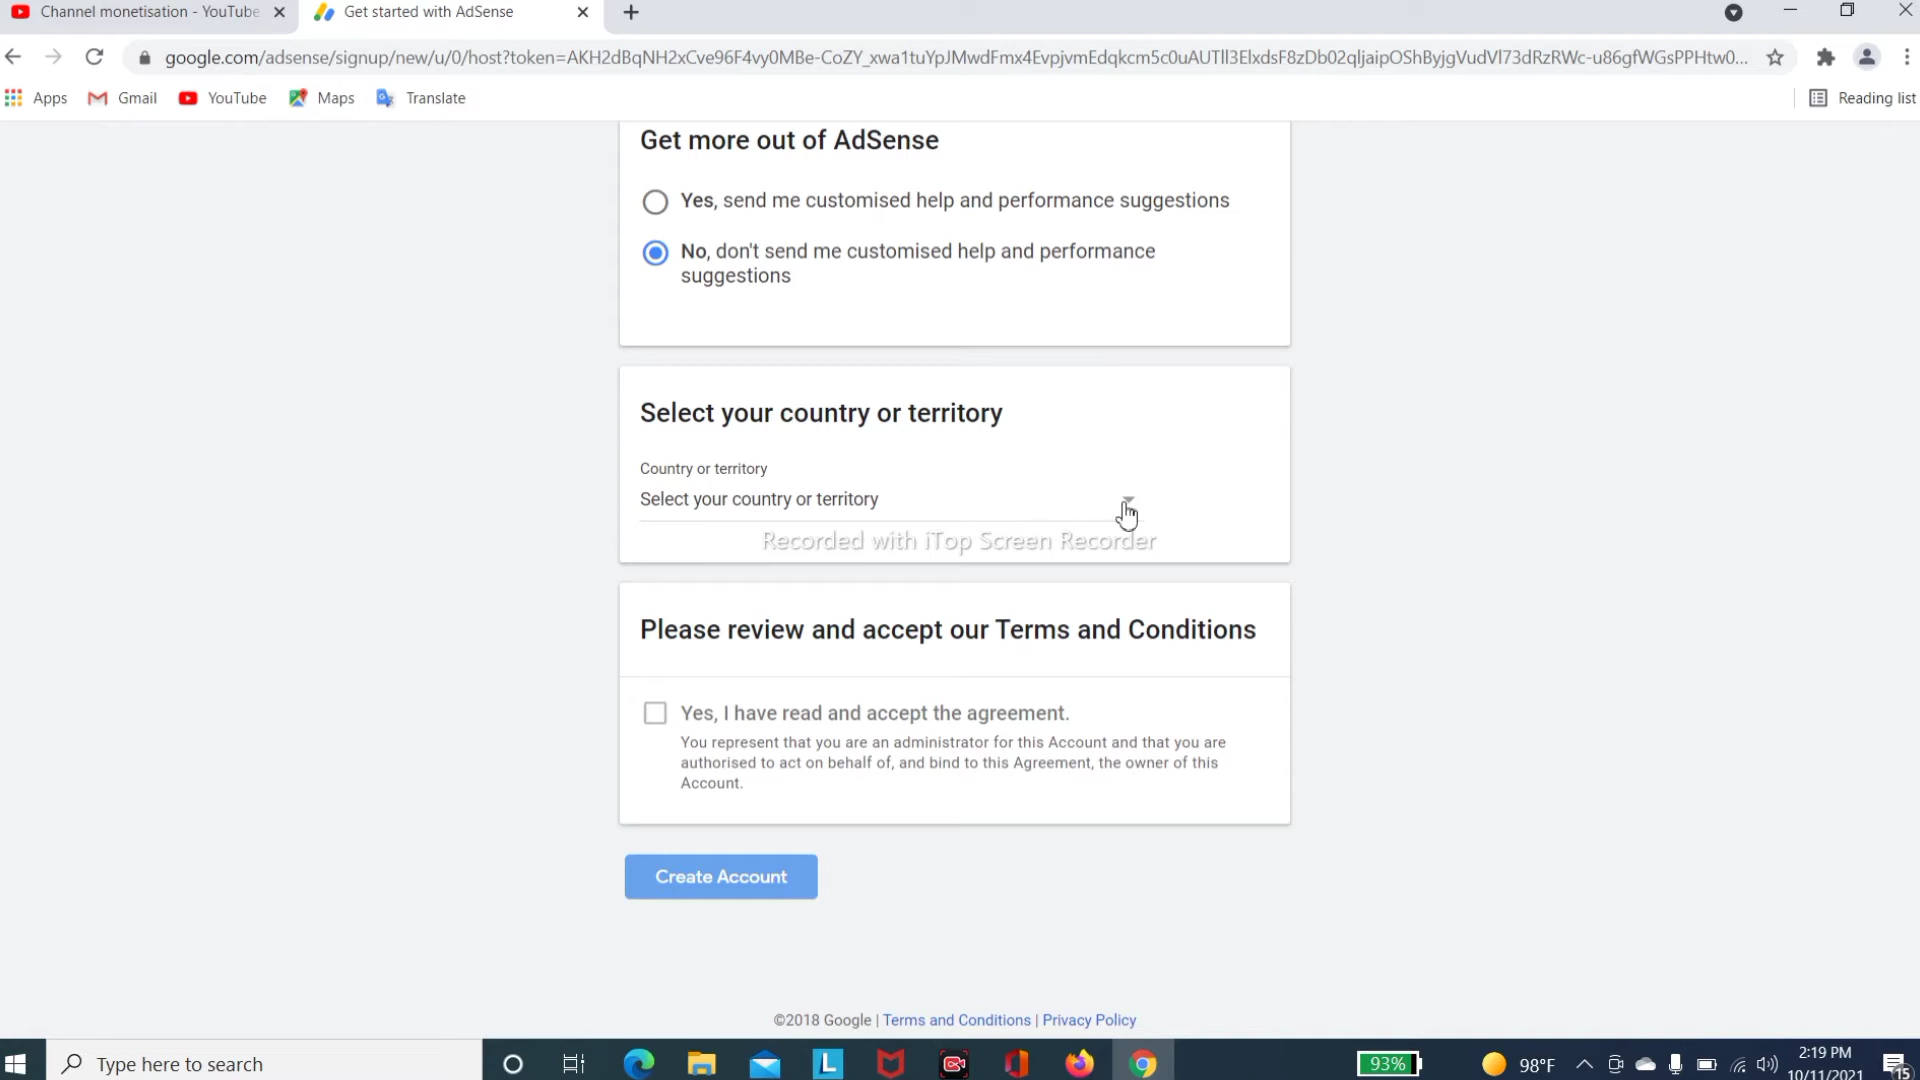 Channel monetisation - YouTube
Get started with AdSense
google.com/adsense/signup/new/u/0/host?token=AKH2dBqNH2xCve96F4vy0MBe-CoZY_xwa1tuYpJMwdFmx4EvpjvmEdqkcm5c0uAUTll3ElxdsF8zDb02qljaipOShByjgVudVl73dRzRWc-u86gfWGsPPHtw0...
Apps Gmail YouTube Maps Translate Reading list
Get more out of AdSense
Yes, send me customised help and performance suggestions
No, don't send me customised help and performance
suggestions
Select your country or territory
Country or territory
Select your country or territory
Recorded with iTop Screen Recorder
Please review and accept our Terms and Conditions
Yes, I have read and accept the agreement.
You represent that you are an administrator for this Account and that you are
authorised to act on behalf of, and bind to this Agreement, the owner of this
Account.
Create Account
©2018 Google | Terms and Conditions | Privacy Policy
Type here to search
L
93%
98°F
2:19 PM
10/11/2021
15